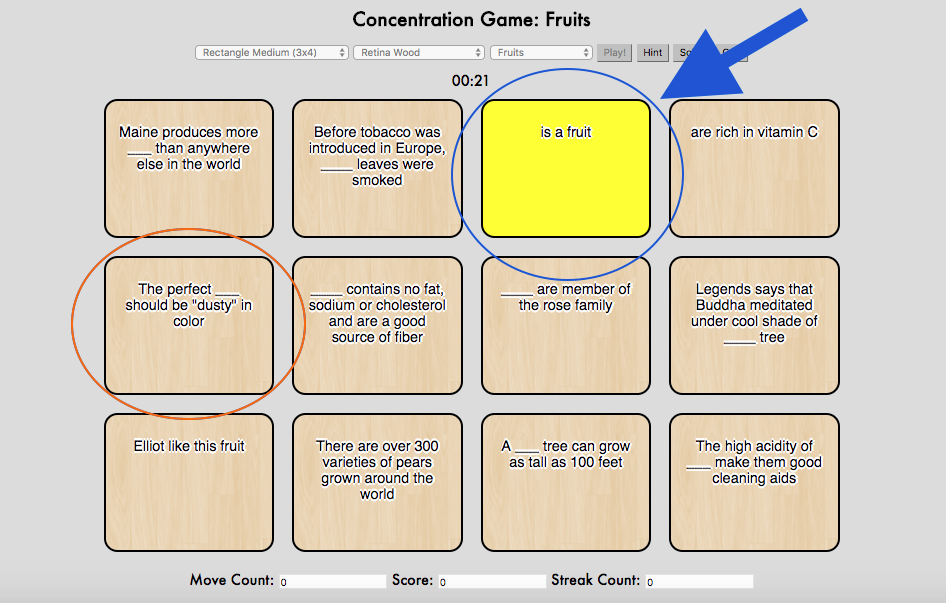 Concentration Game: Fruits
Rectangle Medium (3x4) Retina Wood Fruits Play! Hint
00:21
Maine produces more
___ than anywhere
else in the world
Before tobacco was
introduced in Europe,
____ leaves were
smoked
is a fruit
are rich in vitamin C
The perfect ___
should be "dusty" in
color
____ contains no fat,
sodium or cholesterol
and are a good
source of fiber
____ are member of
the rose family
Legends says that
Buddha meditated
under cool shade of
____ tree
Elliot like this fruit
There are over 300
varieties of pears
grown around the
world
A ___ tree can grow
as tall as 100 feet
The high acidity of
___ make them good
cleaning aids
Move Count: 0 Score: 0 Streak Count: 0